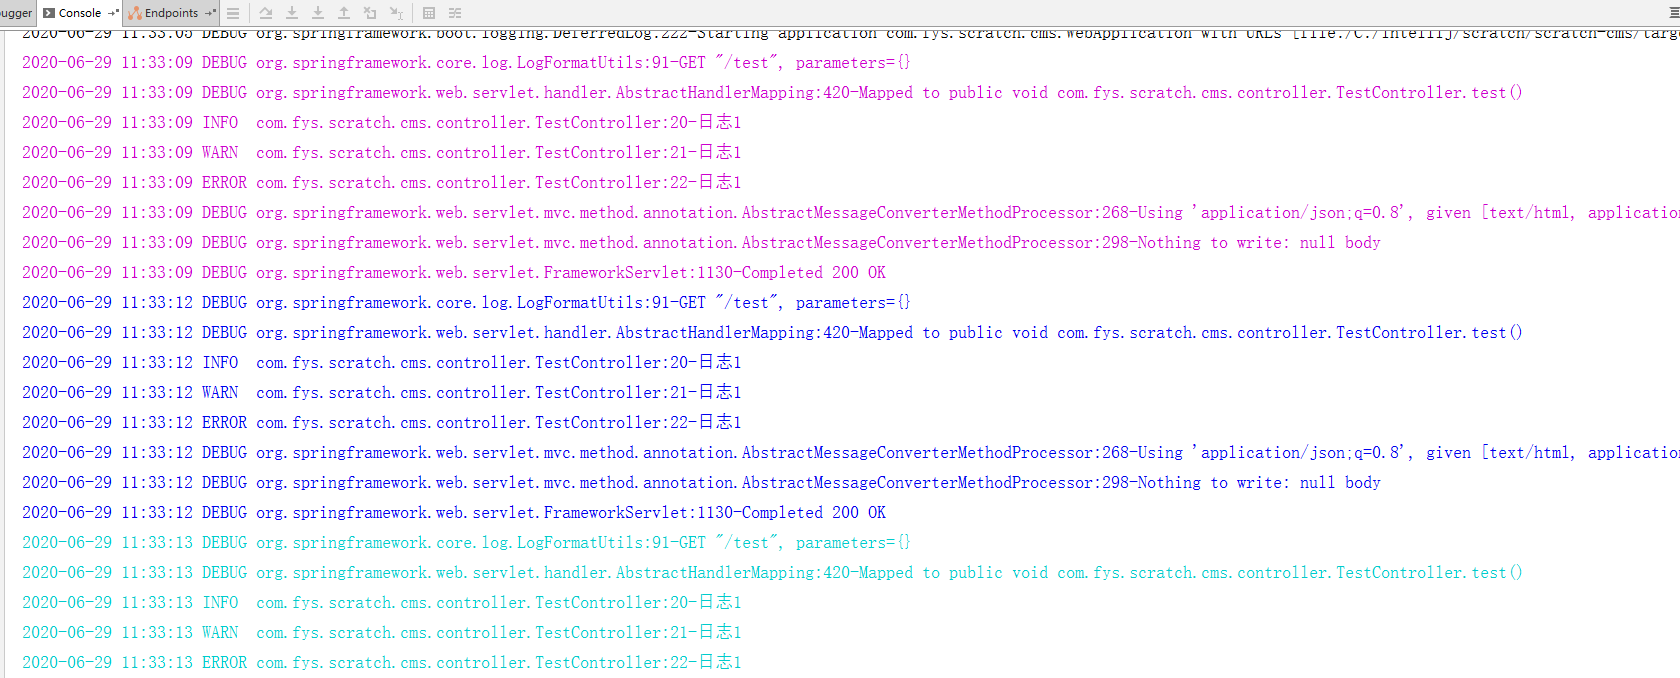 ugger Console Endpoints
2020-06-29 11:33:05 DEBUG org.springframework.boot.logging.DeferredLog:222-Starting application com.fys.scratch.cms.WebApplication with URLs [file:/C:/intellij/scratch/scratch-cms/targ
2020-06-29 11:33:09 DEBUG org.springframework.core.log.LogFormatUtils:91-GET "/test", parameters={}
2020-06-29 11:33:09 DEBUG org.springframework.web.servlet.handler.AbstractHandlerMapping:420-Mapped to public void com.fys.scratch.cms.controller.TestController.test()
2020-06-29 11:33:09 INFO  com.fys.scratch.cms.controller.TestController:20-日志1
2020-06-29 11:33:09 WARN  com.fys.scratch.cms.controller.TestController:21-日志1
2020-06-29 11:33:09 ERROR com.fys.scratch.cms.controller.TestController:22-日志1
2020-06-29 11:33:09 DEBUG org.springframework.web.servlet.mvc.method.annotation.AbstractMessageConverterMethodProcessor:268-Using 'application/json;q=0.8', given [text/html, application
2020-06-29 11:33:09 DEBUG org.springframework.web.servlet.mvc.method.annotation.AbstractMessageConverterMethodProcessor:298-Nothing to write: null body
2020-06-29 11:33:09 DEBUG org.springframework.web.servlet.FrameworkServlet:1130-Completed 200 OK
2020-06-29 11:33:12 DEBUG org.springframework.core.log.LogFormatUtils:91-GET "/test", parameters={}
2020-06-29 11:33:12 DEBUG org.springframework.web.servlet.handler.AbstractHandlerMapping:420-Mapped to public void com.fys.scratch.cms.controller.TestController.test()
2020-06-29 11:33:12 INFO  com.fys.scratch.cms.controller.TestController:20-日志1
2020-06-29 11:33:12 WARN  com.fys.scratch.cms.controller.TestController:21-日志1
2020-06-29 11:33:12 ERROR com.fys.scratch.cms.controller.TestController:22-日志1
2020-06-29 11:33:12 DEBUG org.springframework.web.servlet.mvc.method.annotation.AbstractMessageConverterMethodProcessor:268-Using 'application/json;q=0.8', given [text/html, application
2020-06-29 11:33:12 DEBUG org.springframework.web.servlet.mvc.method.annotation.AbstractMessageConverterMethodProcessor:298-Nothing to write: null body
2020-06-29 11:33:12 DEBUG org.springframework.web.servlet.FrameworkServlet:1130-Completed 200 OK
2020-06-29 11:33:13 DEBUG org.springframework.core.log.LogFormatUtils:91-GET "/test", parameters={}
2020-06-29 11:33:13 DEBUG org.springframework.web.servlet.handler.AbstractHandlerMapping:420-Mapped to public void com.fys.scratch.cms.controller.TestController.test()
2020-06-29 11:33:13 INFO  com.fys.scratch.cms.controller.TestController:20-日志1
2020-06-29 11:33:13 WARN  com.fys.scratch.cms.controller.TestController:21-日志1
2020-06-29 11:33:13 ERROR com.fys.scratch.cms.controller.TestController:22-日志1